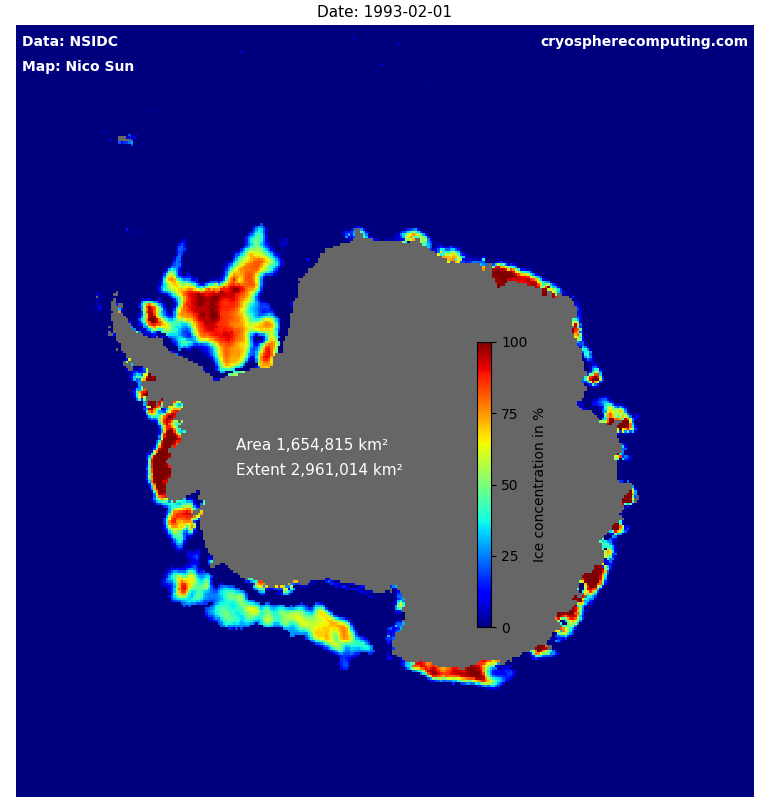 Date: 1993-02-01
Data: NSIDC
cryospherecomputing.com
Map: Nico Sun
100
75
50
25
0
Ice concentration in %
Area 1,654,815 km²
Extent 2,961,014 km²